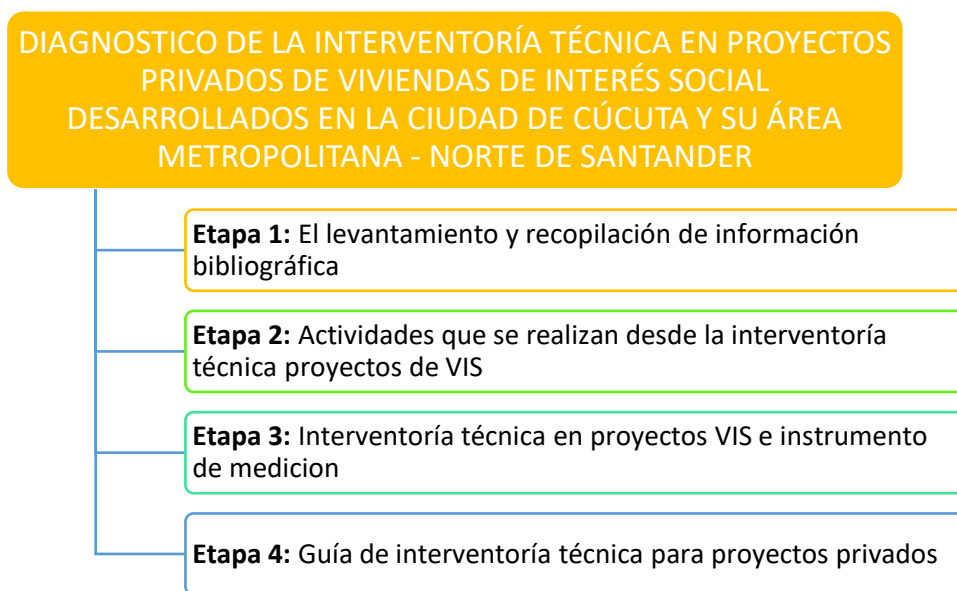 DIAGNOSTICO DE LA INTERVENTORÍA TÉCNICA EN PROYECTOS
PRIVADOS DE VIVIENDAS DE INTERÉS SOCIAL
DESARROLLADOS EN LA CIUDAD DE CÚCUTA Y SU ÁREA
METROPOLITANA - NORTE DE SANTANDER
Etapa 1: El levantamiento y recopilación de información
bibliográfica
Etapa 2: Actividades que se realizan desde la interventoría
técnica proyectos de VIS
Etapa 3: Interventoría técnica en proyectos VIS e instrumento
de medicion
Etapa 4: Guía de interventoría técnica para proyectos privados